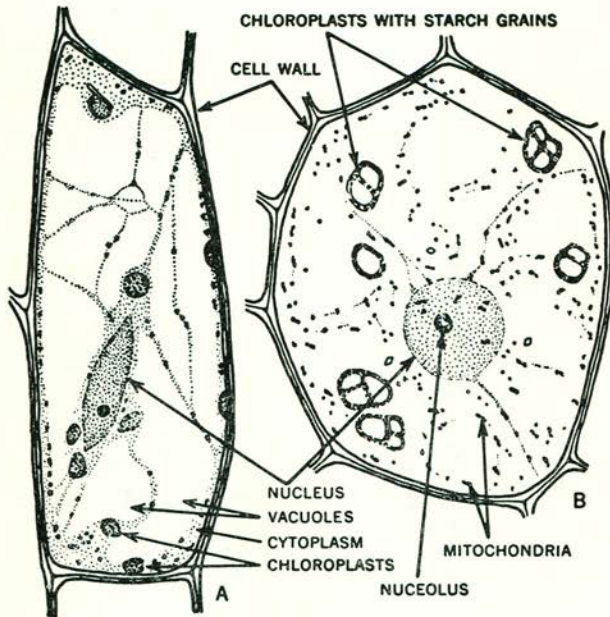 CHLOROPLASTS WITH STARCH GRAINS
CELL WALL
NUCLEUS
VACUOLES
CYTOPLASM
CHLOROPLASTS
A
B
MITOCHONDRIA
NUCEOLUS